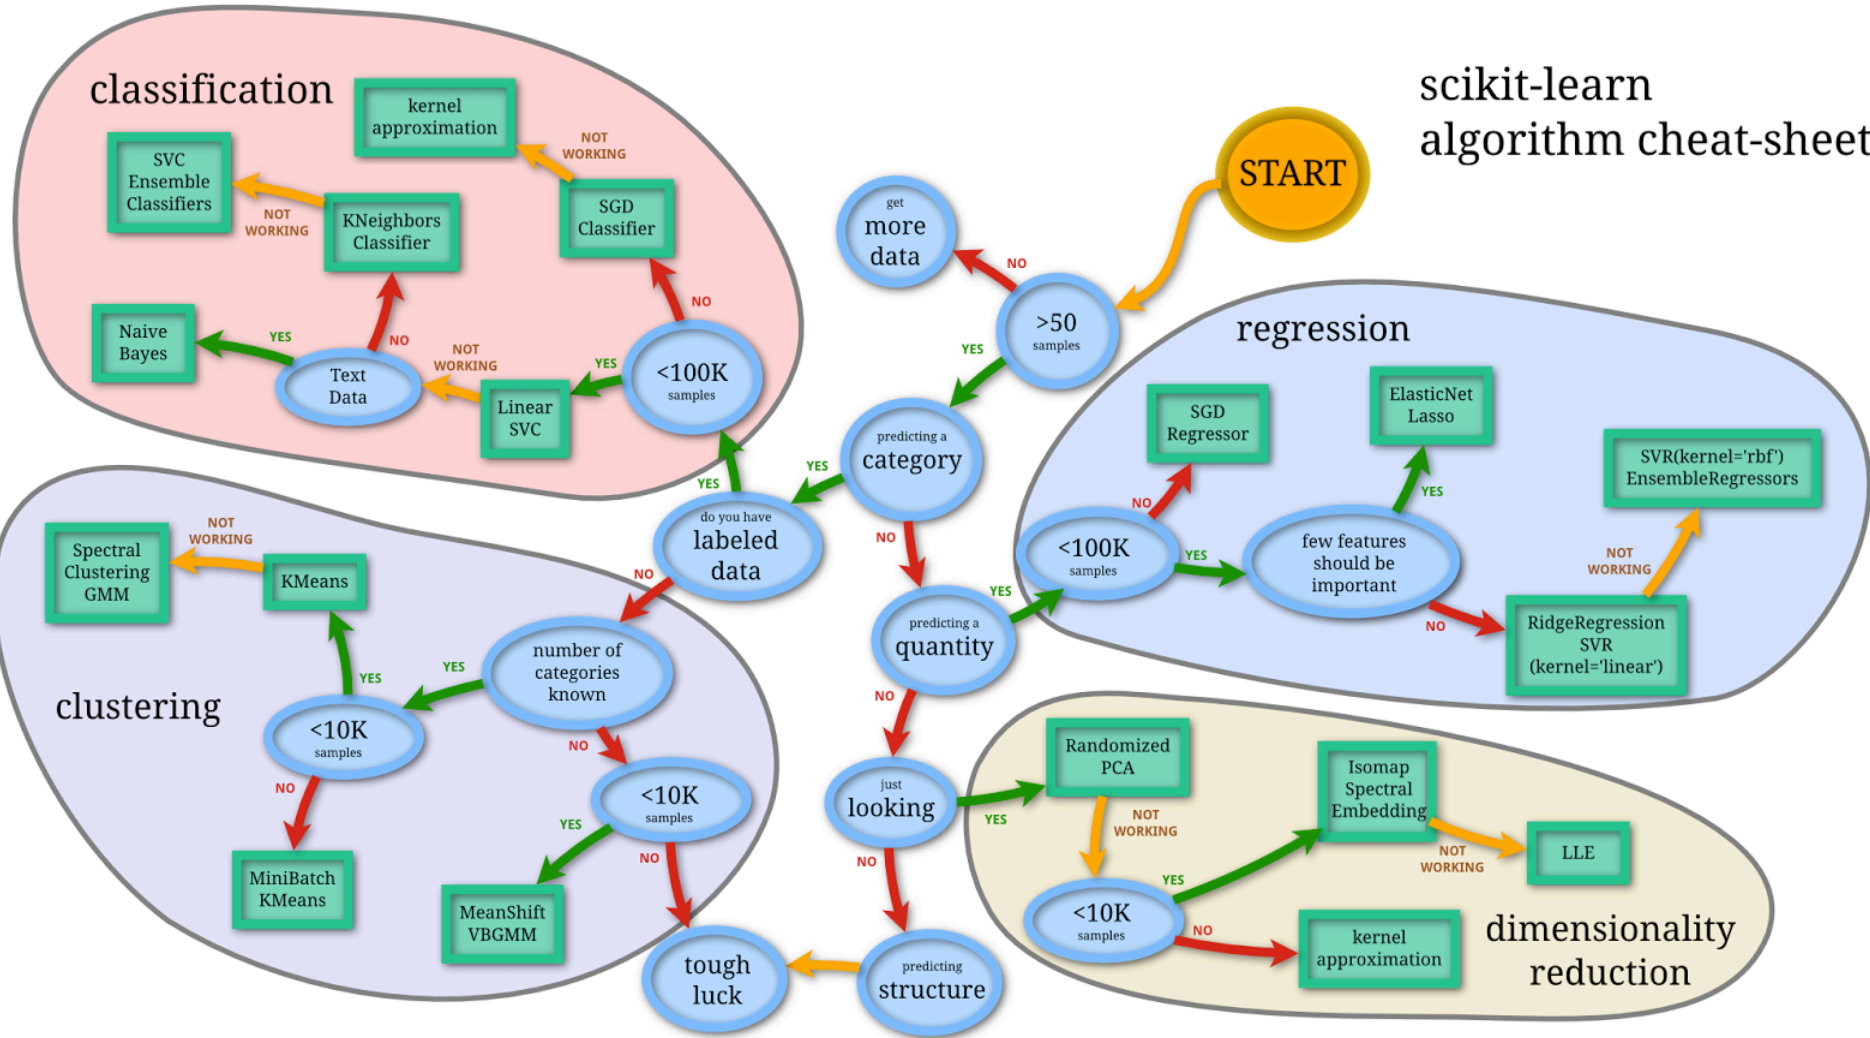 scikit-learn
algorithm cheat-sheet
START
classification
kernel
approximation
NOT
WORKING
SVC
Ensemble
Classifiers
NOT
WORKING
KNeighbors
Classifier
SGD
Classifier
NO
Naive
Bayes
YES
Text
Data
NO
NOT
WORKING
Linear
SVC
YES
<100K
samples
get
more
data
NO
>50
samples
YES
predicting a
category
YES
NO
do you have
labeled
data
YES
NO
predicting a
quantity
YES
NO
just
looking
YES
NO
predicting
structure
tough
luck
regression
SGD
Regressor
NO
<100K
samples
YES
ElasticNet
Lasso
YES
few features
should be
important
NO
SVR(kernel='rbf')
EnsembleRegressors
NOT
WORKING
RidgeRegression
SVR
(kernel='linear')
clustering
Spectral
Clustering
GMM
NOT
WORKING
KMeans
YES
<10K
samples
NO
MiniBatch
KMeans
number of
categories
known
YES
NO
<10K
samples
YES
NO
MeanShift
VBGMM
dimensionality
reduction
Randomized
PCA
NOT
WORKING
<10K
samples
YES
NO
Isomap
Spectral
Embedding
NOT
WORKING
LLE
kernel
approximation